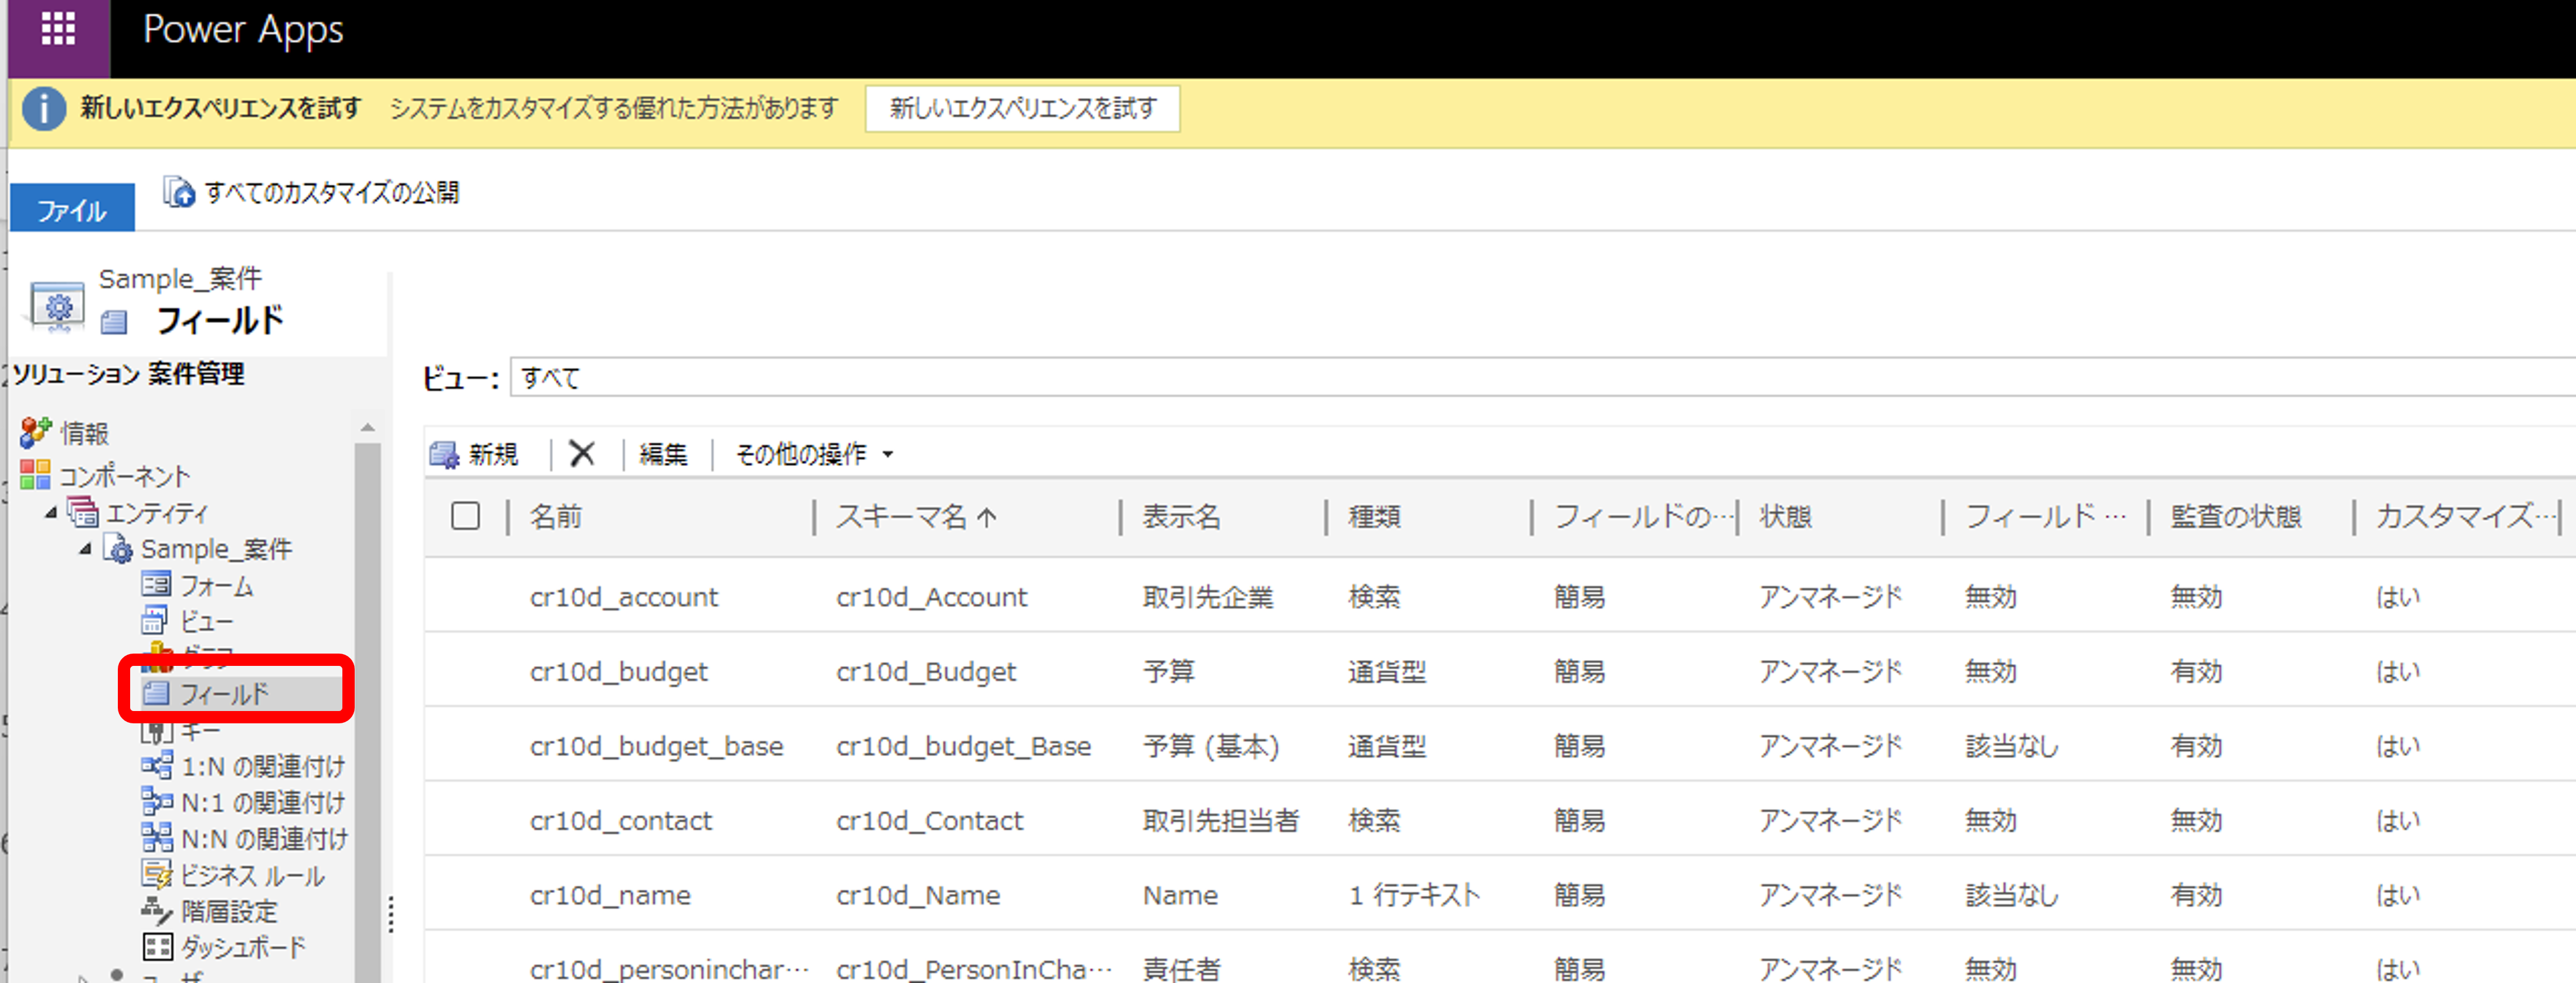 Power Apps
新しいエクスペリエンスを試す システムをカスタマイズする優れた方法があります 新しいエクスペリエンスを試す
ファイル すべてのカスタマイズの公開
Sample_案件
フィールド
ソリューション 案件管理
情報
コンポーネント
エンティティ
Sample_案件
フォーム
ビュー
グラフ
フィールド
キー
1:N の関連付け
N:1 の関連付け
N:N の関連付け
ビジネス ルール
階層設定
ダッシュボード
ビュー: すべて
新規 編集 その他の操作
名前 スキーマ名 ↑ 表示名 種類 フィールドの… 状態 フィールド … 監査の状態 カスタマイズ…
cr10d_account cr10d_Account 取引先企業 検索 簡易 アンマネージド 無効 無効 はい
cr10d_budget cr10d_Budget 予算 通貨型 簡易 アンマネージド 無効 有効 はい
cr10d_budget_base cr10d_budget_Base 予算 (基本) 通貨型 簡易 アンマネージド 該当なし 有効 はい
cr10d_contact cr10d_Contact 取引先担当者 検索 簡易 アンマネージド 無効 無効 はい
cr10d_name cr10d_Name Name 1 行テキスト 簡易 アンマネージド 該当なし 有効 はい
cr10d_personinchar… cr10d_PersonInCha… 責任者 検索 簡易 アンマネージド 無効 無効 はい